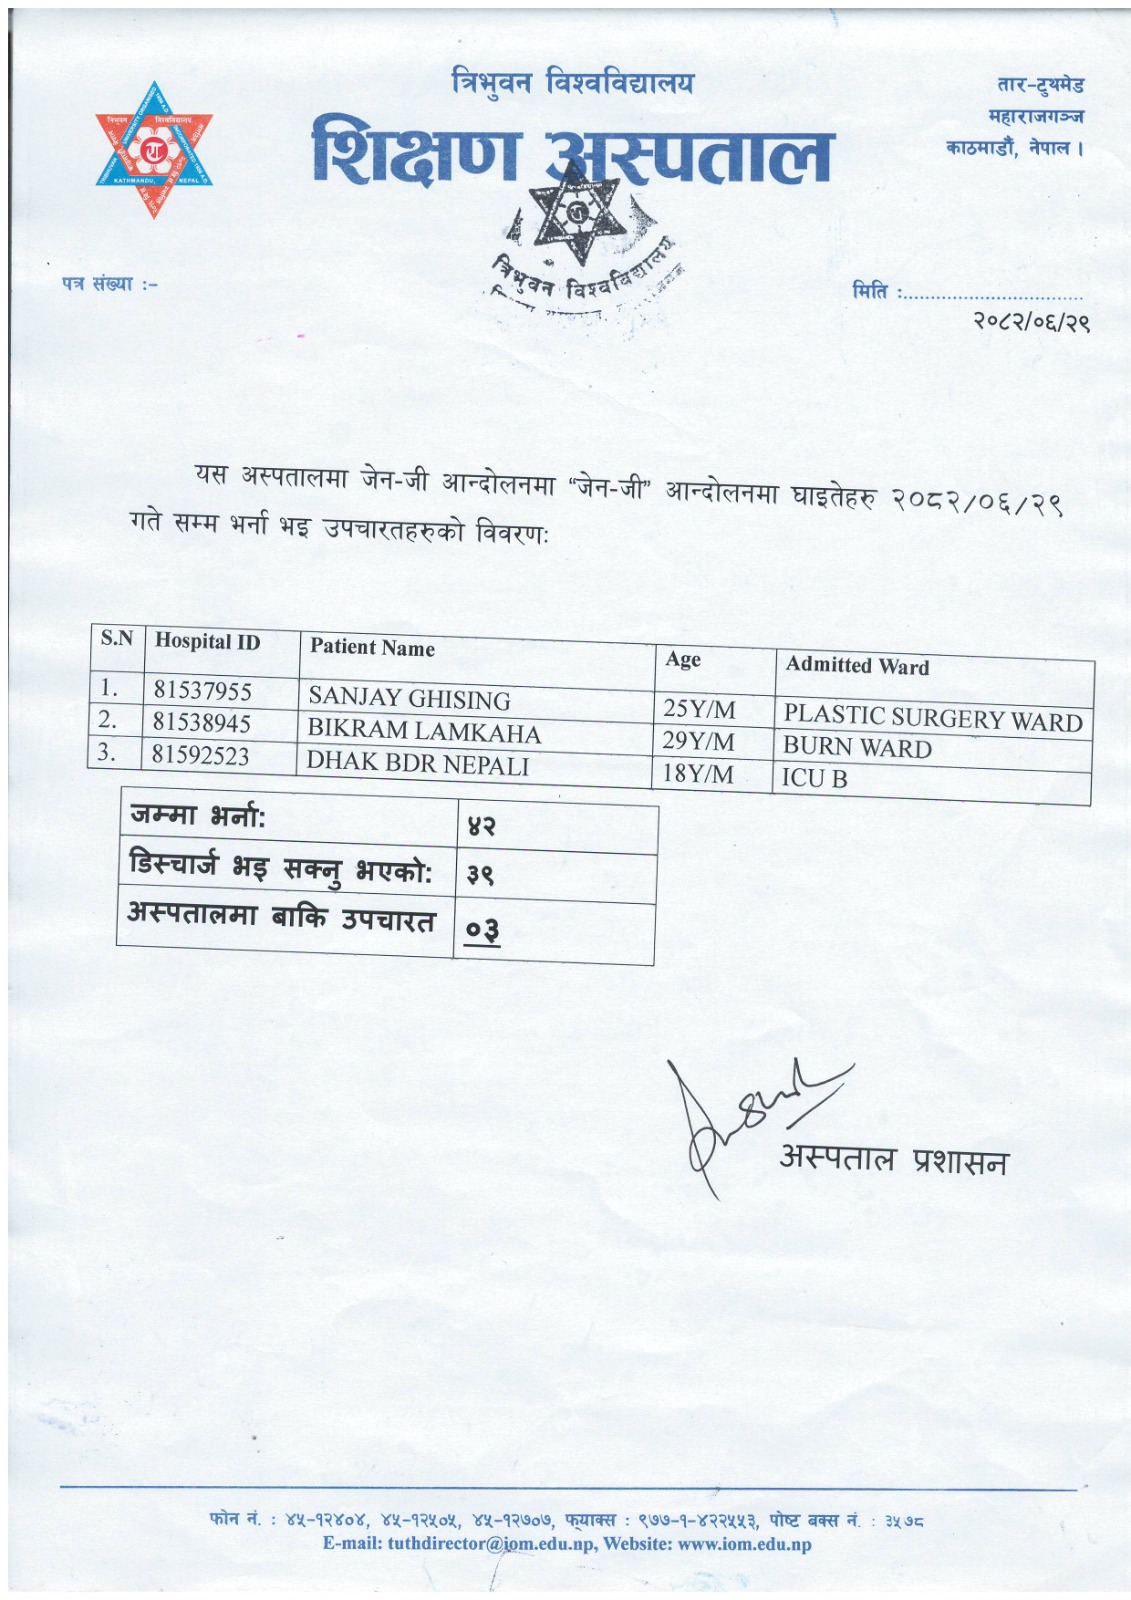 त्रिभुवन विश्वविद्यालय
शिक्षण अस्पताल
तार-टुथमेड
महाराजगञ्ज
काठमाडौं, नेपाल ।
त्रिभुवन विश्वविद्यालय
पत्र संख्या :-
मिति :.................................
२०८२/०६/२९
यस अस्पतालमा जेन-जी आन्दोलनमा “जेन-जी” आन्दोलनमा घाइतेहरु २०८२/०६/२९
गते सम्म भर्ना भइ उपचारतहरुको विवरणः
S.N Hospital ID Patient Name Age Admitted Ward
1. 81537955 SANJAY GHISING 25Y/M PLASTIC SURGERY WARD
2. 81538945 BIKRAM LAMKAHA 29Y/M BURN WARD
3. 81592523 DHAK BDR NEPALI 18Y/M ICU B
जम्मा भर्ना: ४२
डिस्चार्ज भइ सक्नु भएको: ३९
अस्पतालमा बाकि उपचारत ०३
अस्पताल प्रशासन
फोन नं. : ४५-१२४०४, ४५-१२५०५, ४५-१२७०७, फ्याक्स : ९७७-१-४२२५५३, पोष्ट बक्स नं. : ३५७८
E-mail: tuthdirector@iom.edu.np, Website: www.iom.edu.np